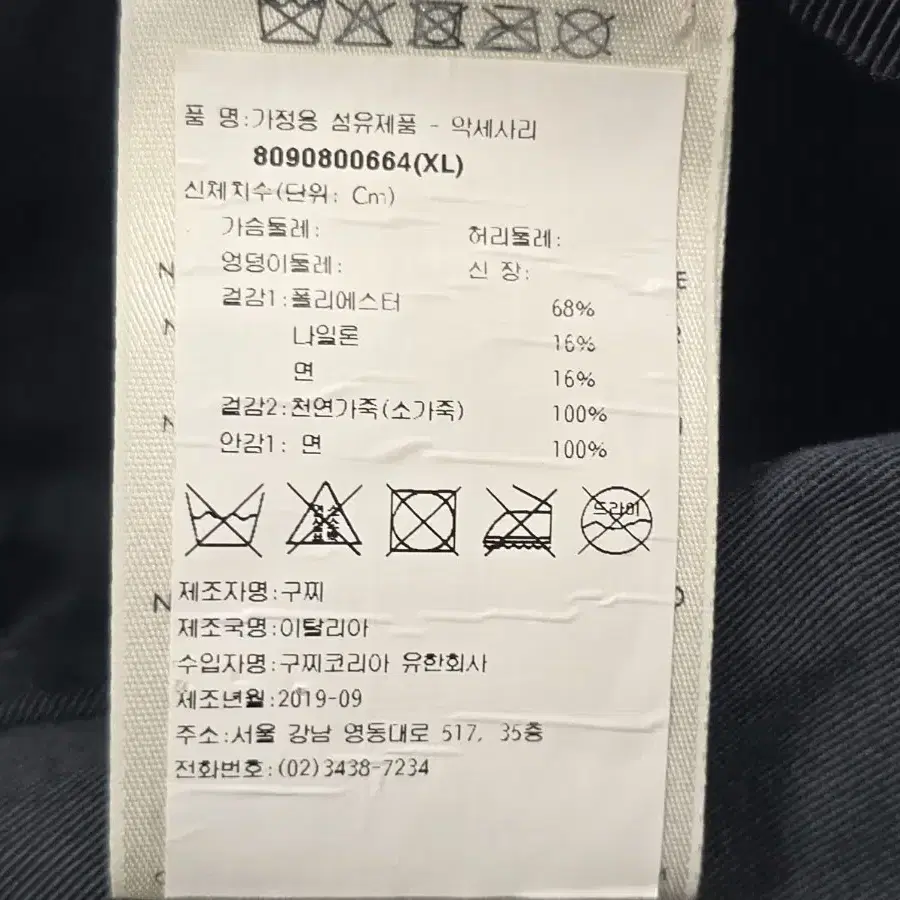 품 명:가정용 섬유제품 - 악세사리
8090800664(XL)
신체치수(단위: Cm)
가슴둘레: 허리둘레:
엉덩이둘레: 신 장:
겉감1:폴리에스터 68%
나일론 16%
면 16%
겉감2:천연가죽(소가죽) 100%
안감1: 면 100%
드라이
제조자명:구찌
제조국명:이탈리아
수입자명:구찌코리아 유한회사
제조년월:2019-09
주소:서울 강남 영동대로 517, 35층
전화번호:(02)3438-7234